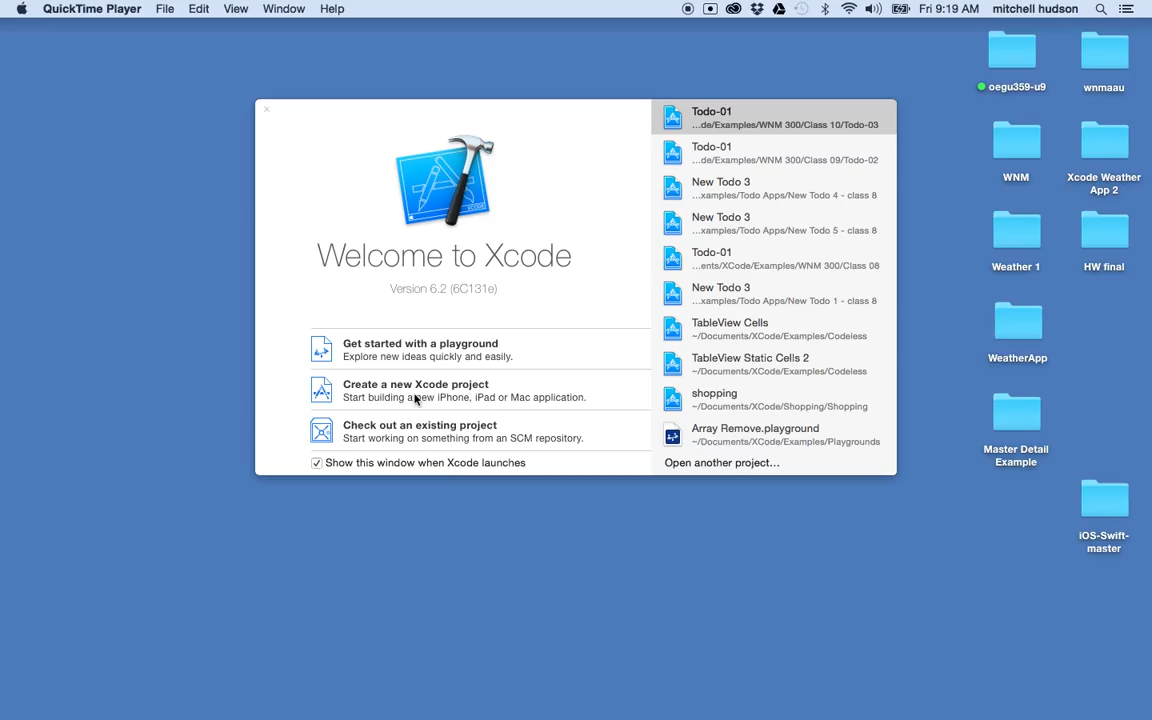 QuickTime Player File Edit View Window Help Fri 9:19 AM mitchell hudson
oegu359-u9
wnmaau
WNM
Xcode Weather
App 2
Weather 1
HW final
WeatherApp
Master Detail
Example
iOS-Swift-
master
XCODE
Welcome to Xcode
Version 6.2 (6C131e)
Get started with a playground
Explore new ideas quickly and easily.
Create a new Xcode project
Start building a new iPhone, iPad or Mac application.
Check out an existing project
Start working on something from an SCM repository.
Show this window when Xcode launches
Todo-01
...de/Examples/WNM 300/Class 10/Todo-03
Todo-01
...de/Examples/WNM 300/Class 09/Todo-02
New Todo 3
...xamples/Todo Apps/New Todo 4 - class 8
New Todo 3
...xamples/Todo Apps/New Todo 5 - class 8
Todo-01
...ents/XCode/Examples/WNM 300/Class 08
New Todo 3
...xamples/Todo Apps/New Todo 1 - class 8
TableView Cells
~/Documents/XCode/Examples/Codeless
TableView Static Cells 2
~/Documents/XCode/Examples/Codeless
shopping
~/Documents/XCode/Shopping/Shopping
Array Remove.playground
~/Documents/XCode/Examples/Playgrounds
Open another project...